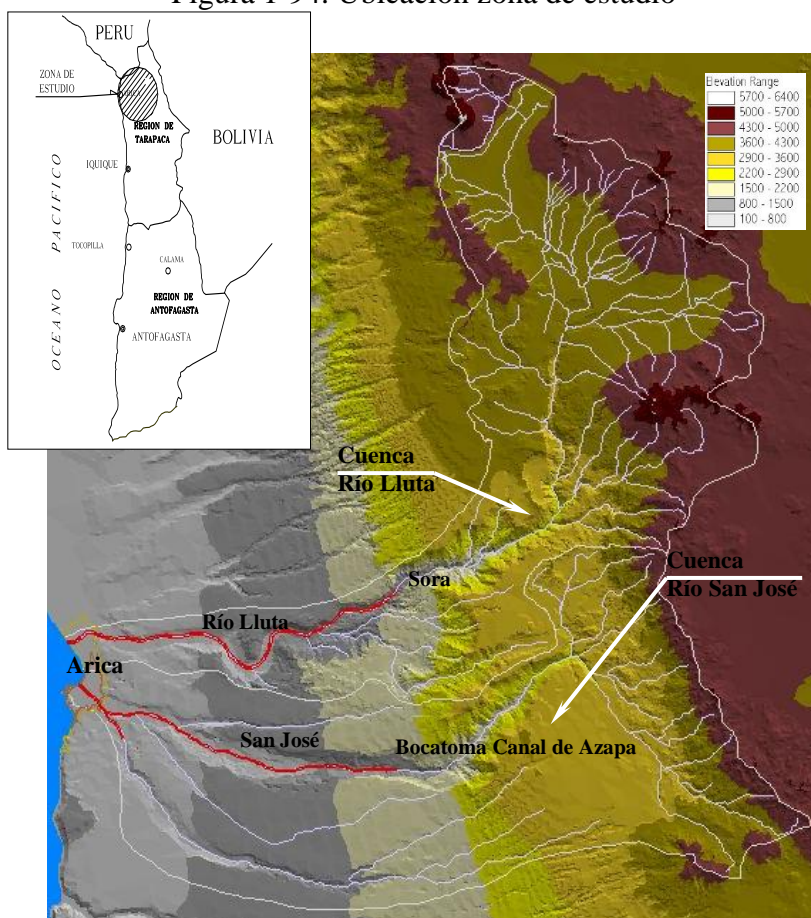 Figura 1-94. Ubicación zona de estudio
PERU
ZONA DE
ESTUDIO
REGION DE
TARAPACA
BOLIVIA
IQUIQUE
OCEANO PACIFICO
TOCOPILLA
CALAMA
REGION DE
ANTOFAGASTA
ANTOFAGASTA
Elevation Range
5700 - 6400
5000 - 5700
4300 - 5000
3600 - 4300
2900 - 3600
2200 - 2900
1500 - 2200
800 - 1500
100 - 800
Cuenca
Río Lluta
Cuenca
Río San José
Sora
Río Lluta
Arica
San José
Bocatoma Canal de Azapa